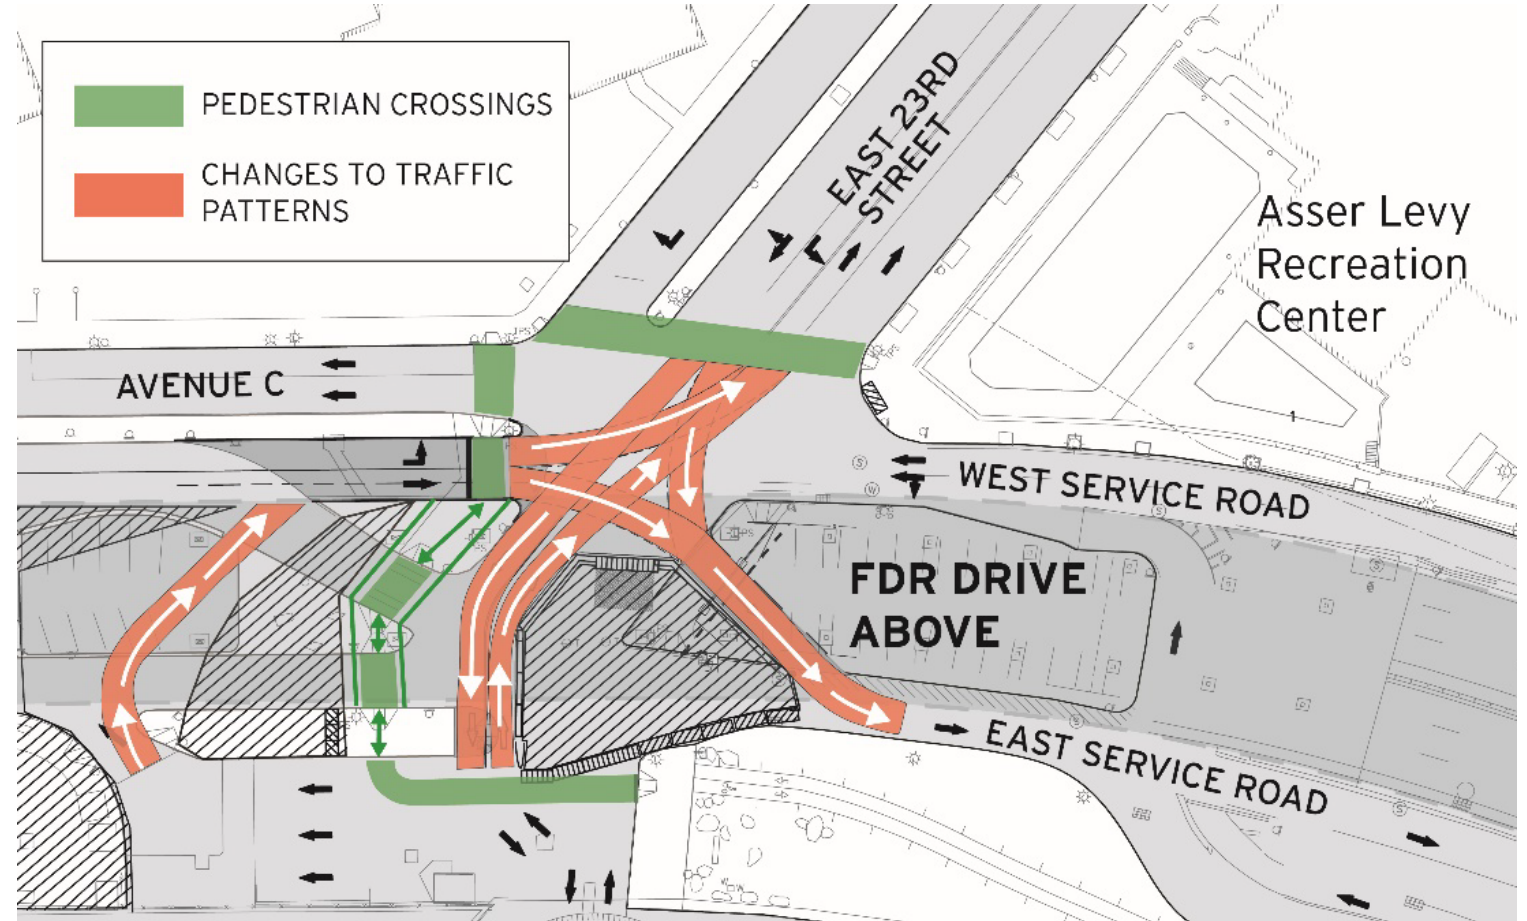 PEDESTRIAN CROSSINGS
CHANGES TO TRAFFIC
PATTERNS
EAST 23RD
STREET
Asser Levy
Recreation
Center
AVENUE C
WEST SERVICE ROAD
FDR DRIVE
ABOVE
EAST SERVICE ROAD